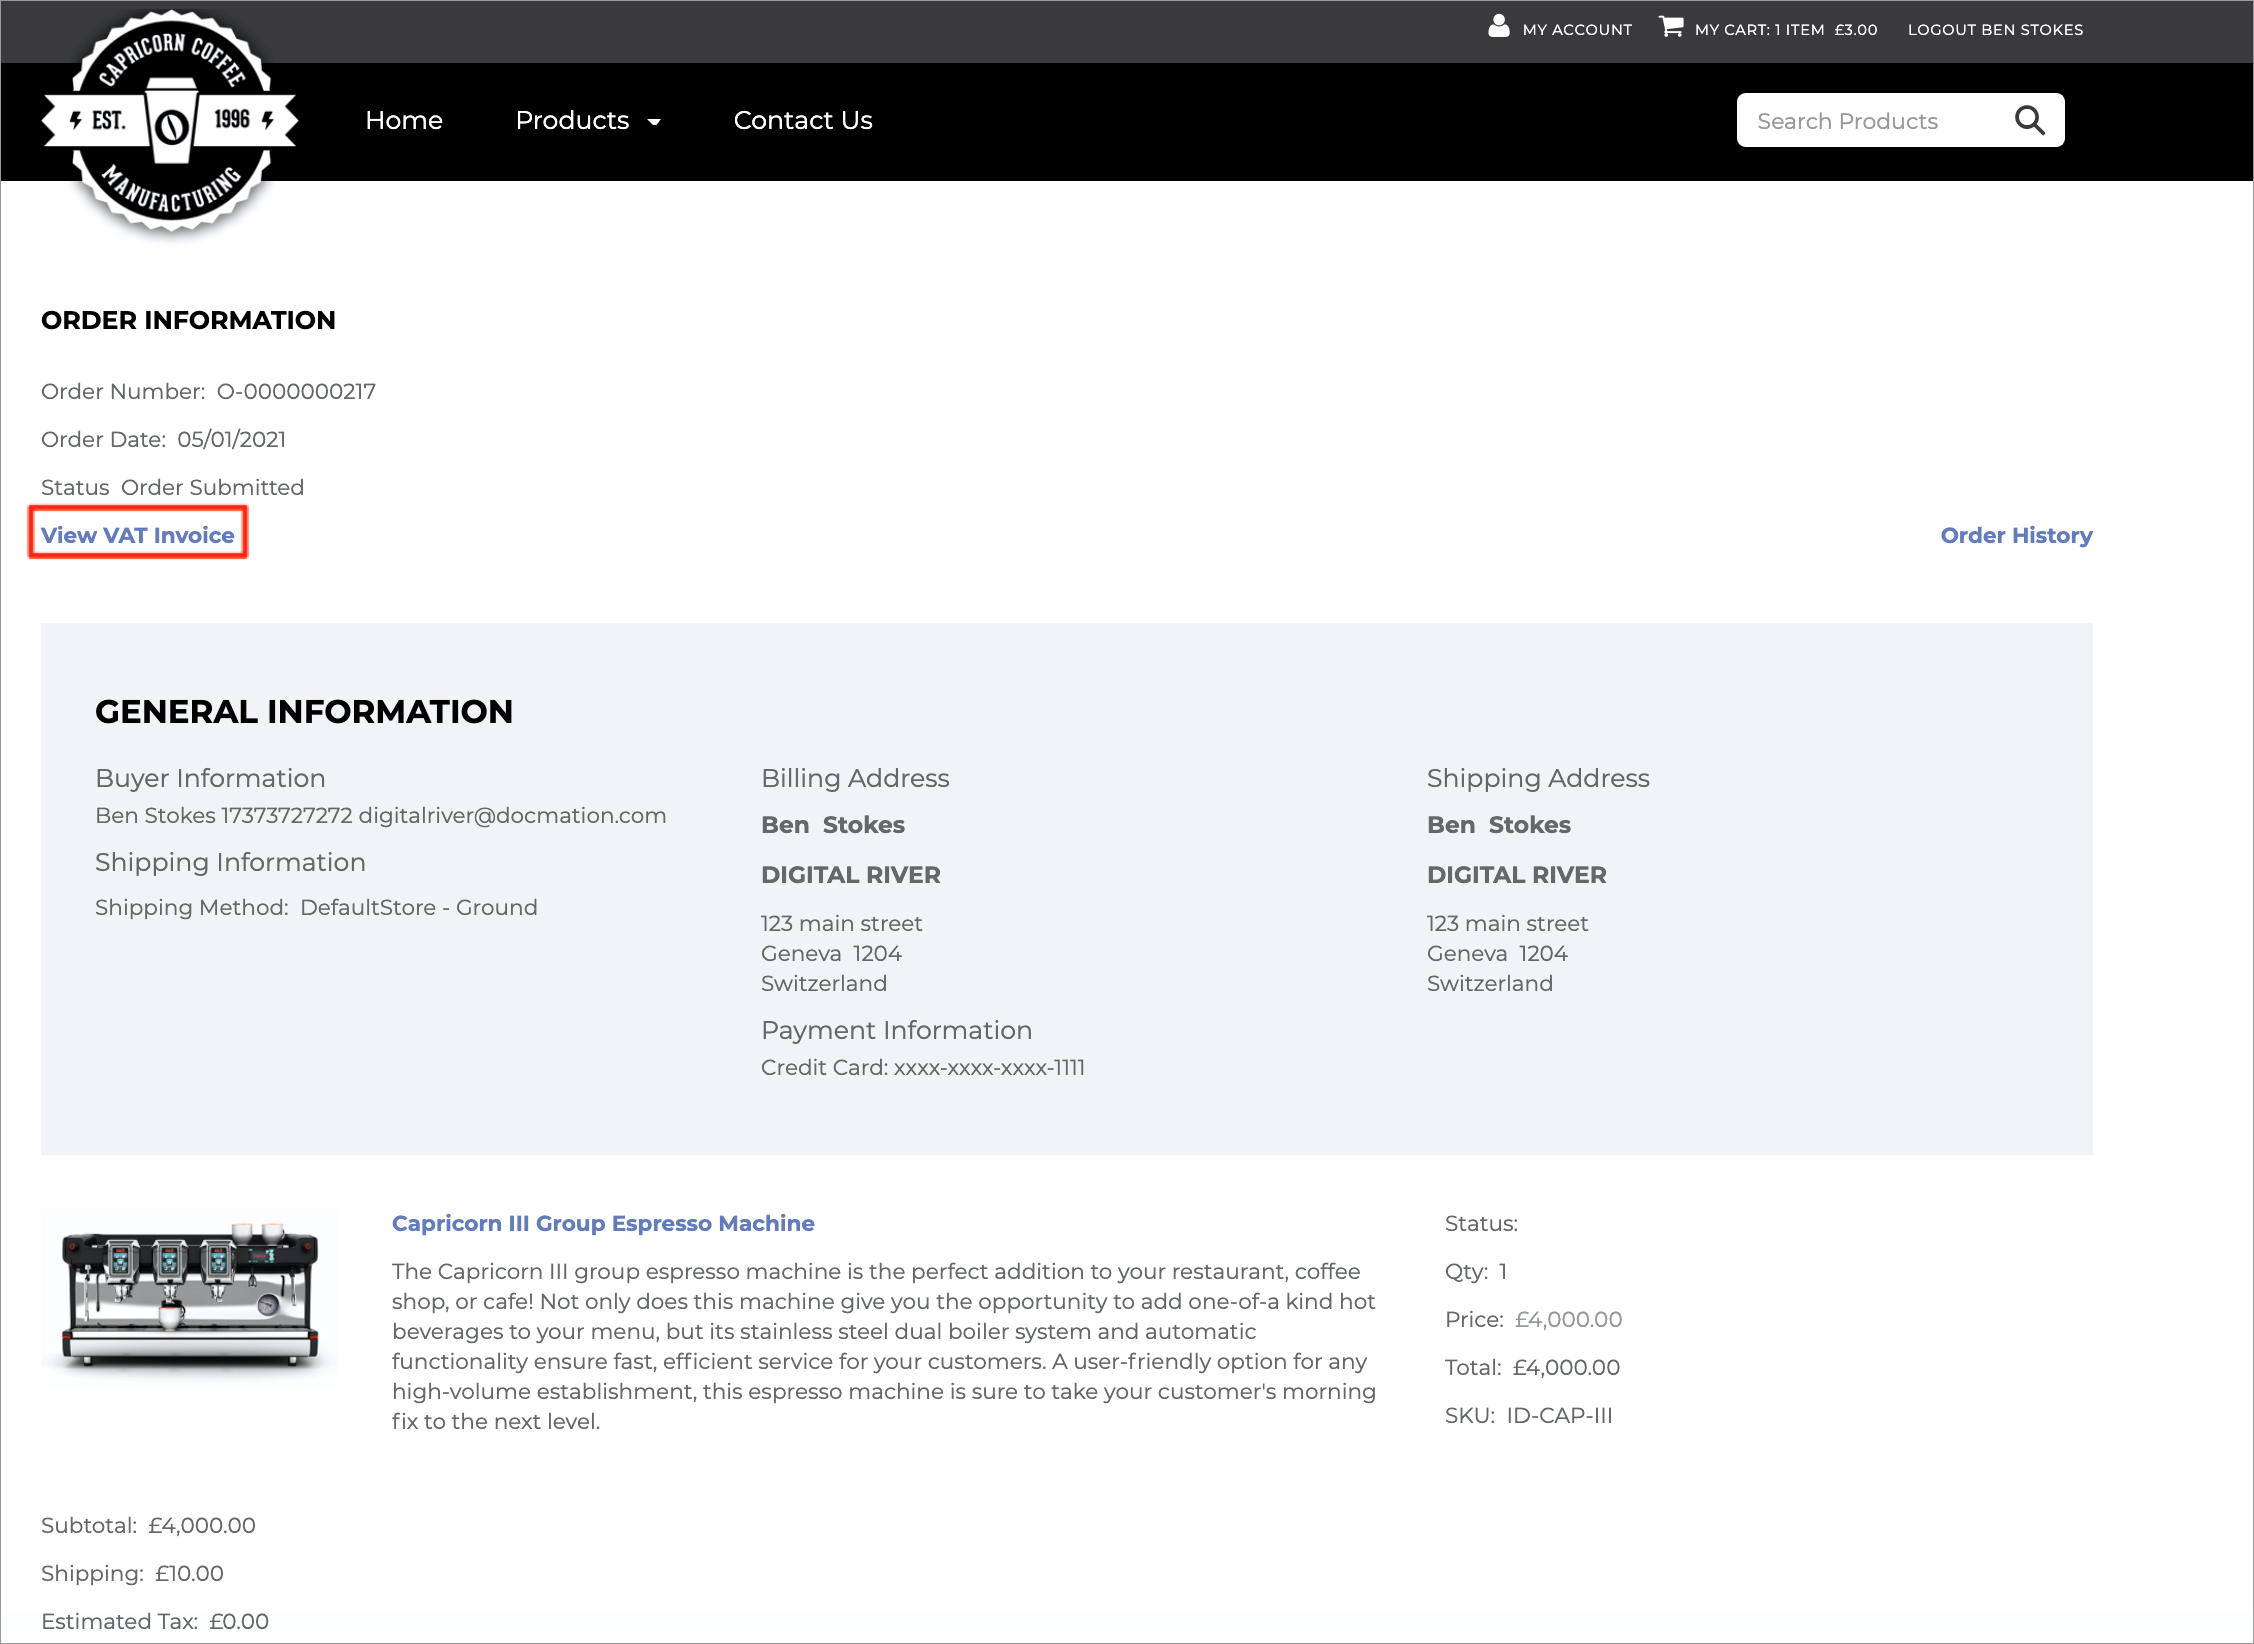 MY ACCOUNT MY CART: 1 ITEM £3.00 LOGOUT BEN STOKES
CAPRICORN COFFEE
EST. 1996
MANUFACTURING
Home Products Contact Us Search Products
ORDER INFORMATION
Order Number: O-0000000217
Order Date: 05/01/2021
Status Order Submitted
View VAT Invoice Order History
GENERAL INFORMATION
Buyer Information
Ben Stokes 17373727272 digitalriver@docmation.com
Shipping Information
Shipping Method: DefaultStore - Ground
Billing Address
Ben Stokes
DIGITAL RIVER
123 main street
Geneva 1204
Switzerland
Payment Information
Credit Card: xxxx-xxxx-xxxx-1111
Shipping Address
Ben Stokes
DIGITAL RIVER
123 main street
Geneva 1204
Switzerland
Capricorn III Group Espresso Machine
The Capricorn III group espresso machine is the perfect addition to your restaurant, coffee
shop, or cafe! Not only does this machine give you the opportunity to add one-of-a kind hot
beverages to your menu, but its stainless steel dual boiler system and automatic
functionality ensure fast, efficient service for your customers. A user-friendly option for any
high-volume establishment, this espresso machine is sure to take your customer's morning
fix to the next level.
Status:
Qty: 1
Price: £4,000.00
Total: £4,000.00
SKU: ID-CAP-III
Subtotal: £4,000.00
Shipping: £10.00
Estimated Tax: £0.00